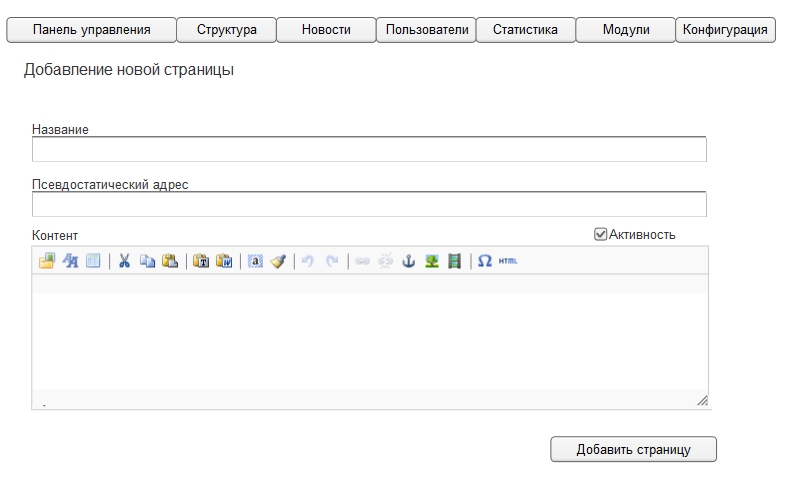 Панель управления Структура Новости Пользователи Статистика Модули Конфигурация
Добавление новой страницы
Название
Псевдостатический адрес
Контент Активность
HTML
Добавить страницу